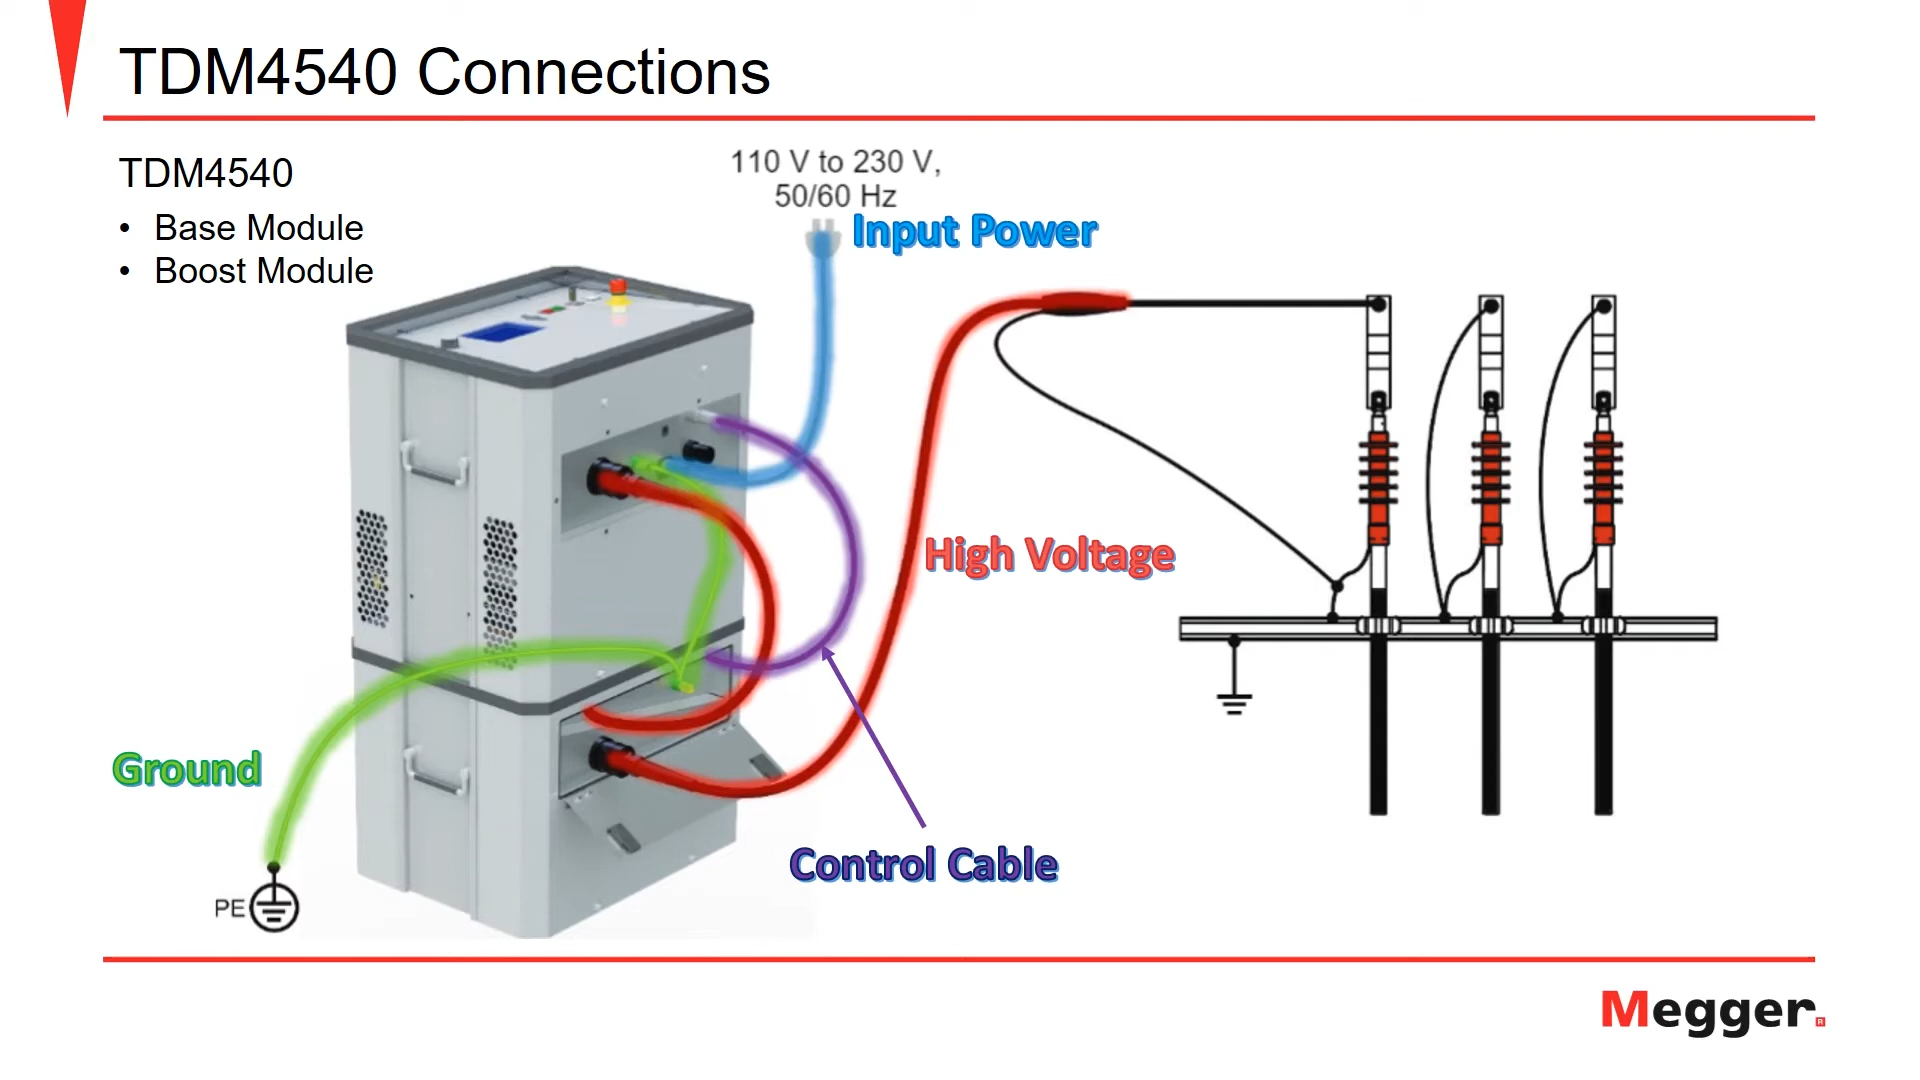 TDM4540 Connections
TDM4540
• Base Module
• Boost Module
110 V to 230 V,
50/60 Hz
Input Power
High Voltage
Ground
Control Cable
PE
Megger®